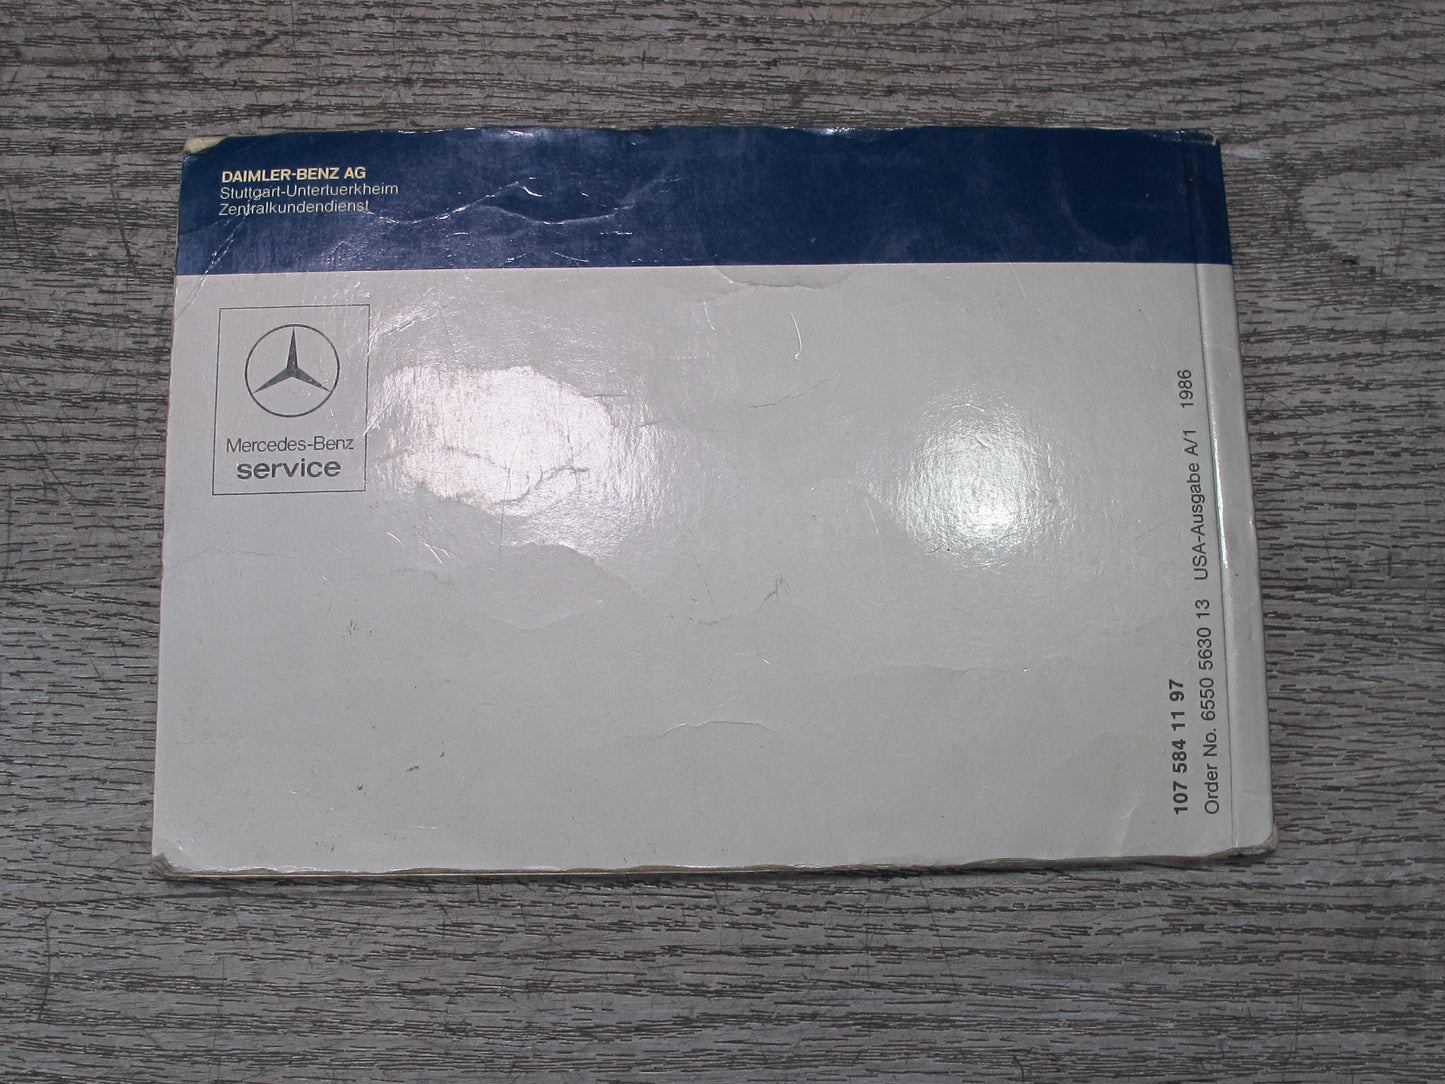 DAIMLER-BENZ AG
Stuttgart-Untertuerkheim
Zentralkundendienst
Mercedes-Benz
service
107 584 11 97
Order No. 6550 5630 13 USA-Ausgabe A/1 1986